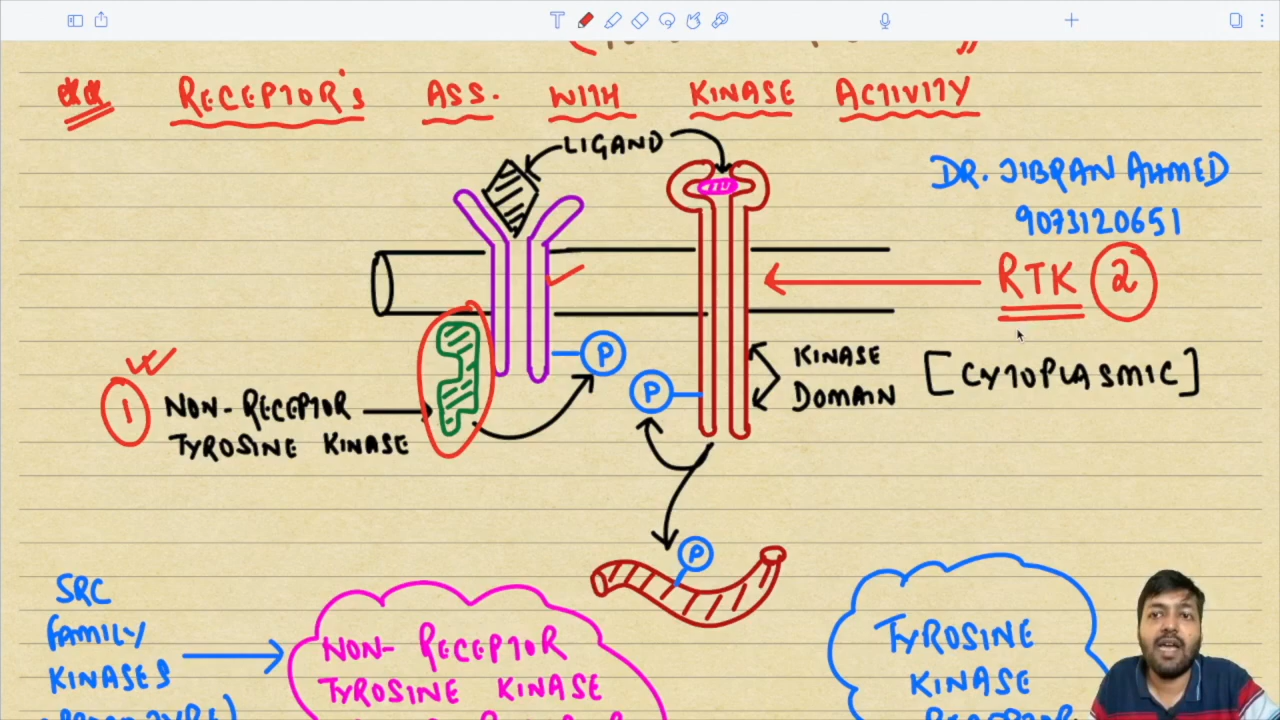 RECEPTOR'S ASS. WITH KINASE ACTIVITY
LIGAND
DR. JIBRAN AHMED
9073120651
RTK 2
P
KINASE
DOMAIN
[CYTOPLASMIC]
P
1 NON-RECEPTOR
TYROSINE KINASE
P
SRC
FAMILY
KINASES
NON-RECEPTOR
TYROSINE KINASE
TYROSINE
KINASE